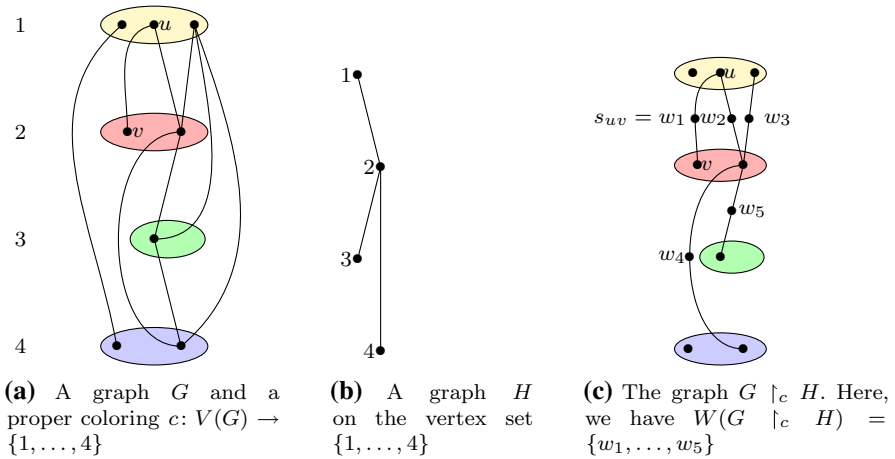 1
u
2
v
3
4
1
2
3
4
u
s_{uv} = w_1 w_2 w_3
v
w_5
w_4
(a) A graph G and a
proper coloring c: V(G) →
{1, . . . , 4}
(b) A graph H
on the vertex set
{1, . . . , 4}
(c) The graph G ↾_c H. Here,
we have W(G ↾_c H) =
{w_1, . . . , w_5}